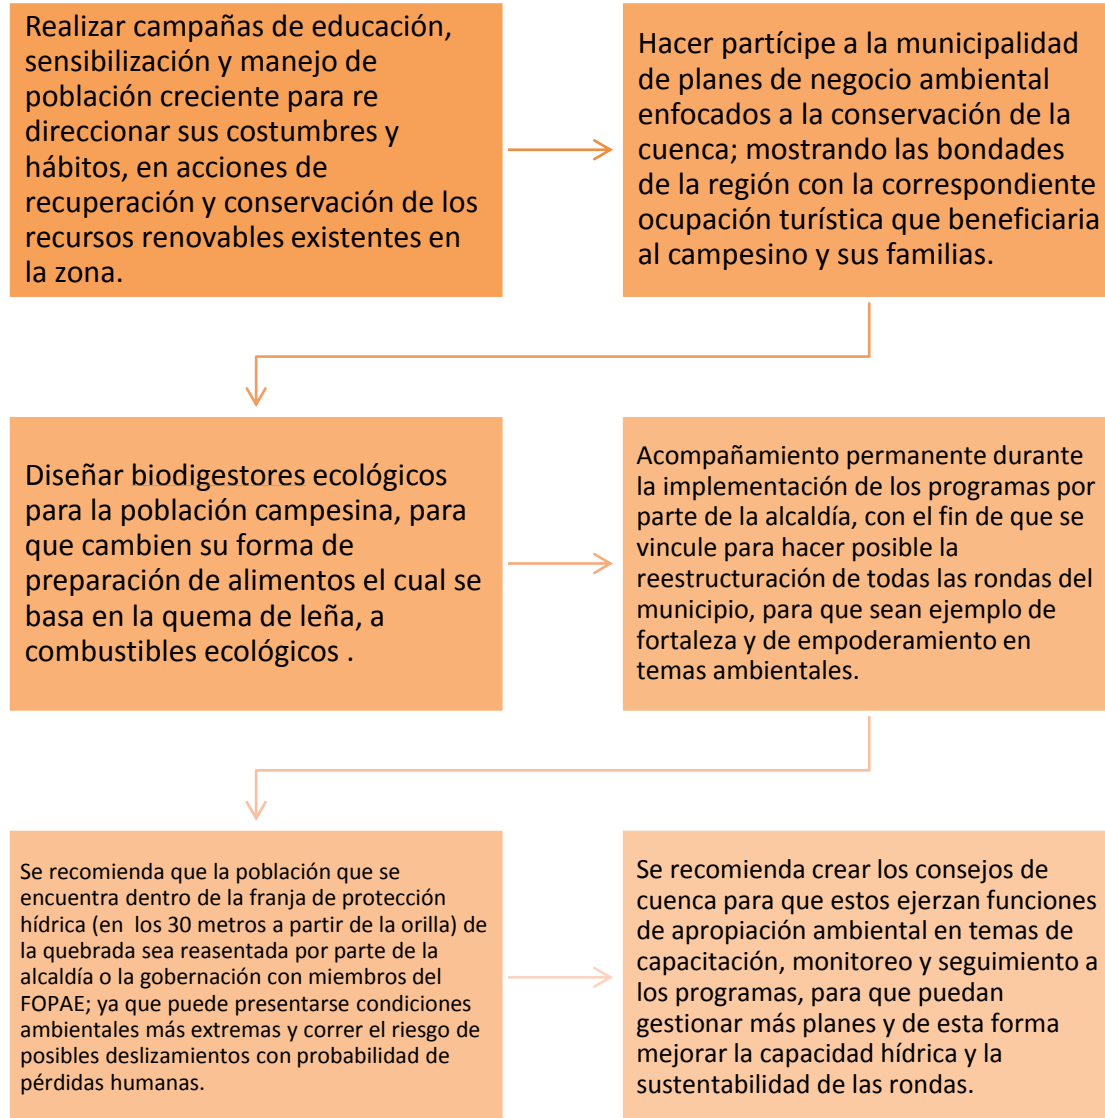 Realizar campañas de educación,
sensibilización y manejo de
población creciente para re
direccionar sus costumbres y
hábitos, en acciones de
recuperación y conservación de los
recursos renovables existentes en
la zona.
Hacer partícipe a la municipalidad
de planes de negocio ambiental
enfocados a la conservación de la
cuenca; mostrando las bondades
de la región con la correspondiente
ocupación turística que beneficiaria
al campesino y sus familias.
Diseñar biodigestores ecológicos
para la población campesina, para
que cambien su forma de
preparación de alimentos el cual se
basa en la quema de leña, a
combustibles ecológicos .
Acompañamiento permanente durante
la implementación de los programas por
parte de la alcaldía, con el fin de que se
vincule para hacer posible la
reestructuración de todas las rondas del
municipio, para que sean ejemplo de
fortaleza y de empoderamiento en
temas ambientales.
Se recomienda que la población que se
encuentra dentro de la franja de protección
hídrica (en  los 30 metros a partir de la orilla) de
la quebrada sea reasentada por parte de la
alcaldía o la gobernación con miembros del
FOPAE; ya que puede presentarse condiciones
ambientales más extremas y correr el riesgo de
posibles deslizamientos con probabilidad de
pérdidas humanas.
Se recomienda crear los consejos de
cuenca para que estos ejerzan funciones
de apropiación ambiental en temas de
capacitación, monitoreo y seguimiento a
los programas, para que puedan
gestionar más planes y de esta forma
mejorar la capacidad hídrica y la
sustentabilidad de las rondas.